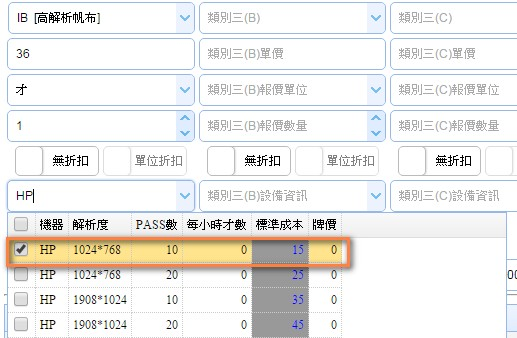 IB [高解析帆布] 類別三(B) 類別三(C)
36 類別三(B)單價 類別三(C)單價
才 類別三(B)報價單位 類別三(C)報價單位
1 類別三(B)報價數量 類別三(C)報價數量
無折扣 單位折扣 無折扣 單位折扣 無折扣
HP 類別三(B)設備資訊 類別三(C)設備資訊
機器 解析度 PASS數 每小時才數 標準成本 牌價
HP 1024*768 10 0 15 0
HP 1024*768 20 0 25 0
HP 1908*1024 10 0 35 0
HP 1908*1024 20 0 45 0